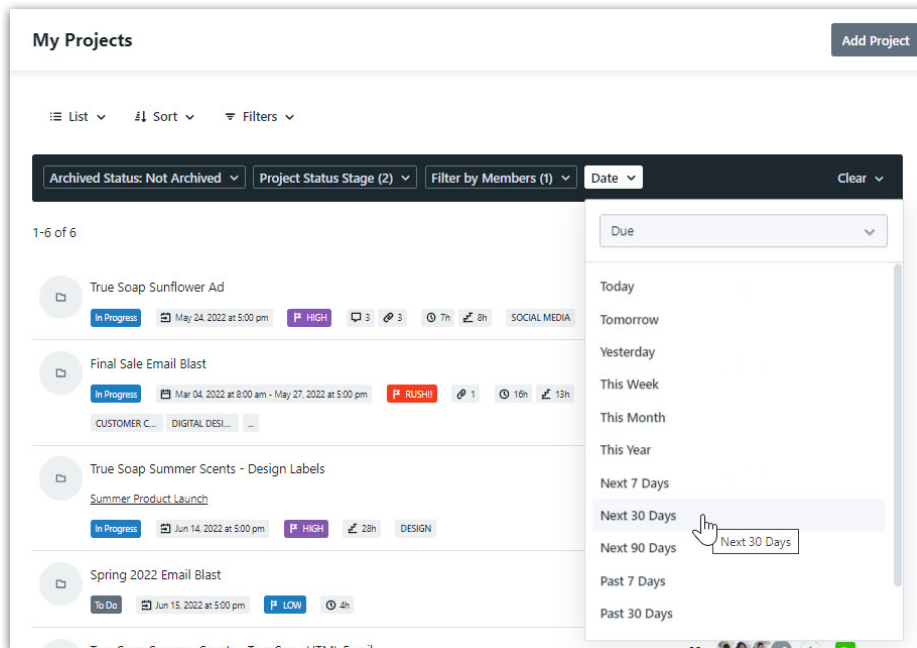 My Projects
Add Project
List
Sort
Filters
Archived Status: Not Archived
Project Status Stage (2)
Filter by Members (1)
Date
Clear
1-6 of 6
Due
Today
Tomorrow
Yesterday
This Week
This Month
This Year
Next 7 Days
Next 30 Days
Next 30 Days
Next 90 Days
Past 7 Days
Past 30 Days
True Soap Sunflower Ad
In Progress May 24, 2022 at 5:00 pm HIGH 3 3 7h 8h SOCIAL MEDIA
Final Sale Email Blast
In Progress Mar 04, 2022 at 8:00 am - May 27, 2022 at 5:00 pm RUSH!! 1 16h 13h
CUSTOMER C... DIGITAL DESI... ...
True Soap Summer Scents - Design Labels
Summer Product Launch
In Progress Jun 14, 2022 at 5:00 pm HIGH 28h DESIGN
Spring 2022 Email Blast
To Do Jun 15, 2022 at 5:00 pm LOW 4h